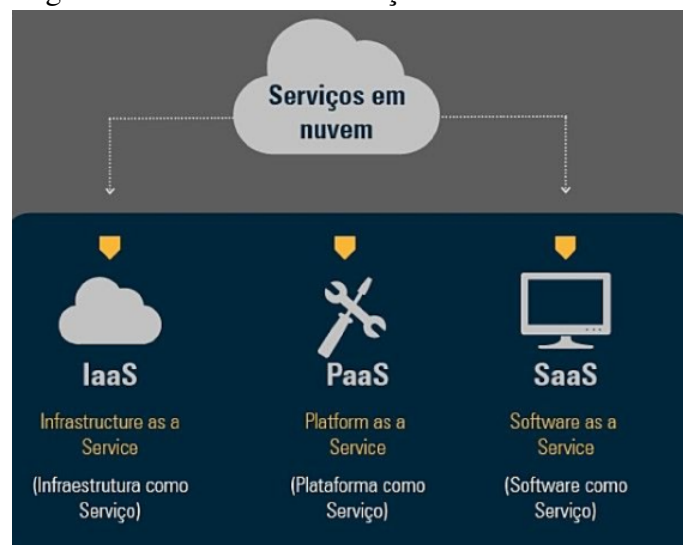 Serviços em
nuvem
IaaS
PaaS
SaaS
Infrastructure as a
Service
Platform as a
Service
Software as a
Service
(Infraestrutura como
Serviço)
(Plataforma como
Serviço)
(Software como
Serviço)